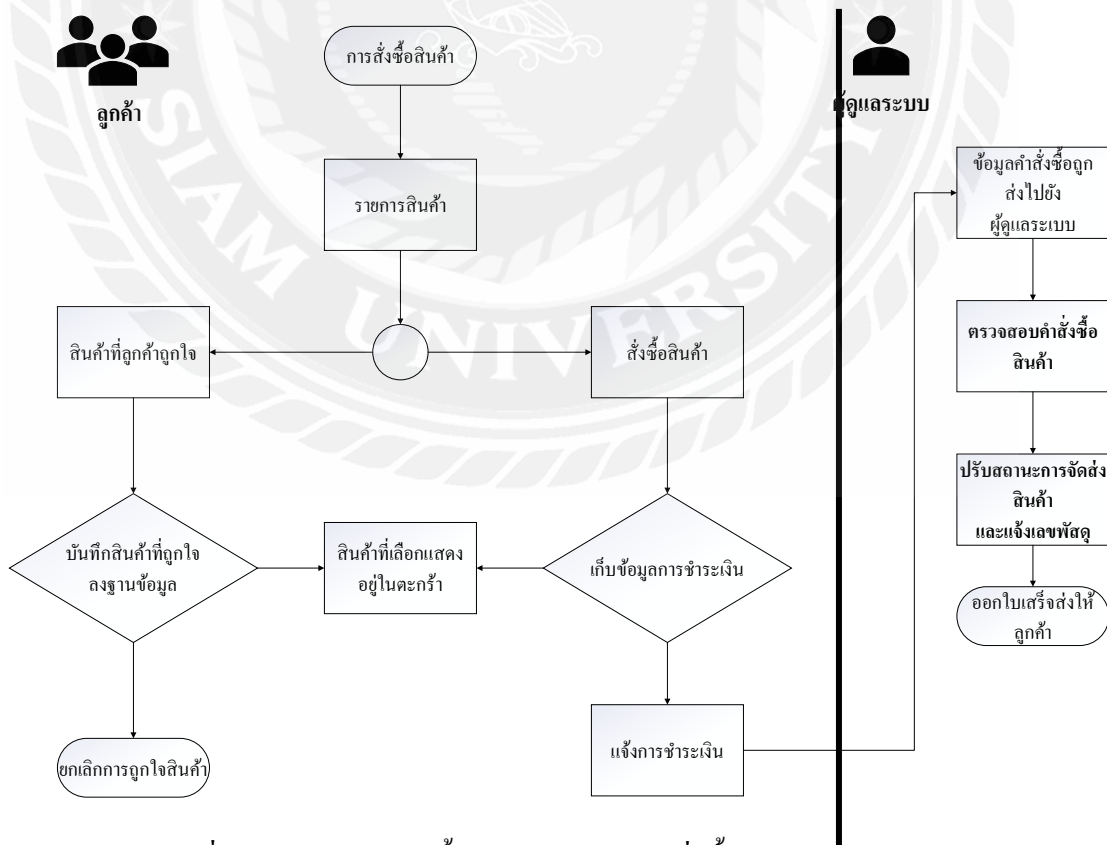 การสั่งซื้อสินค้า
ลูกค้า
ผู้ดูแลระบบ
รายการสินค้า
ข้อมูลคำสั่งซื้อถูก
ส่งไปยัง
ผู้ดูแลระเบบ
สินค้าที่ลูกค้าถูกใจ
สั่งซื้อสินค้า
ตรวจสอบคำสั่งซื้อ
สินค้า
ปรับสถานะการจัดส่ง
สินค้า
และแจ้งเลขพัสดุ
บันทึกสินค้าที่ถูกใจ
ลงฐานข้อมูล
สินค้าที่เลือกแสดง
อยู่ในตะกร้า
เก็บข้อมูลการชำระเงิน
ออกใบเสร็จส่งให้
ลูกค้า
ยกเลิกการถูกใจสินค้า
แจ้งการชำระเงิน
SIAM UNIVERSITY